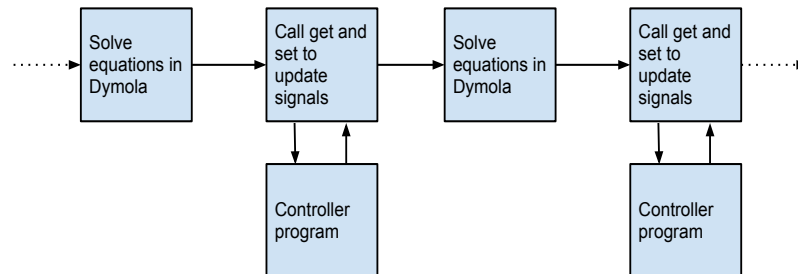 Solve
equations in
Dymola
Call get and
set to
update
signals
Solve
equations in
Dymola
Call get and
set to
update
signals
Controller
program
Controller
program